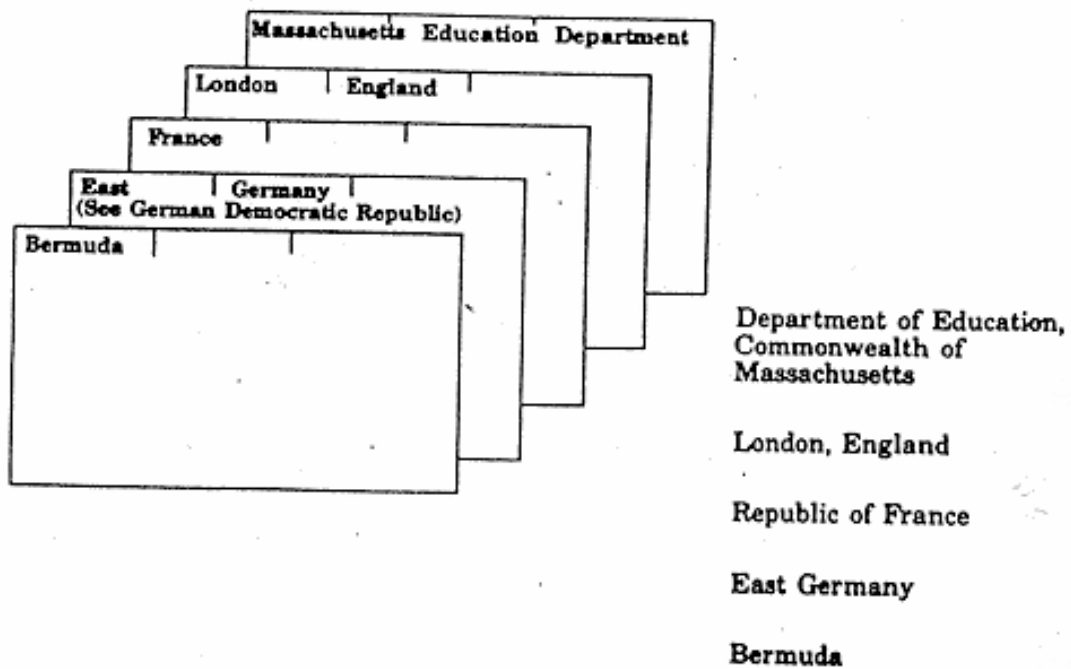 Massachusetts Education Department
London England
France
East Germany
(See German Democratic Republic)
Bermuda
Department of Education,
Commonwealth of
Massachusetts
London, England
Republic of France
East Germany
Bermuda